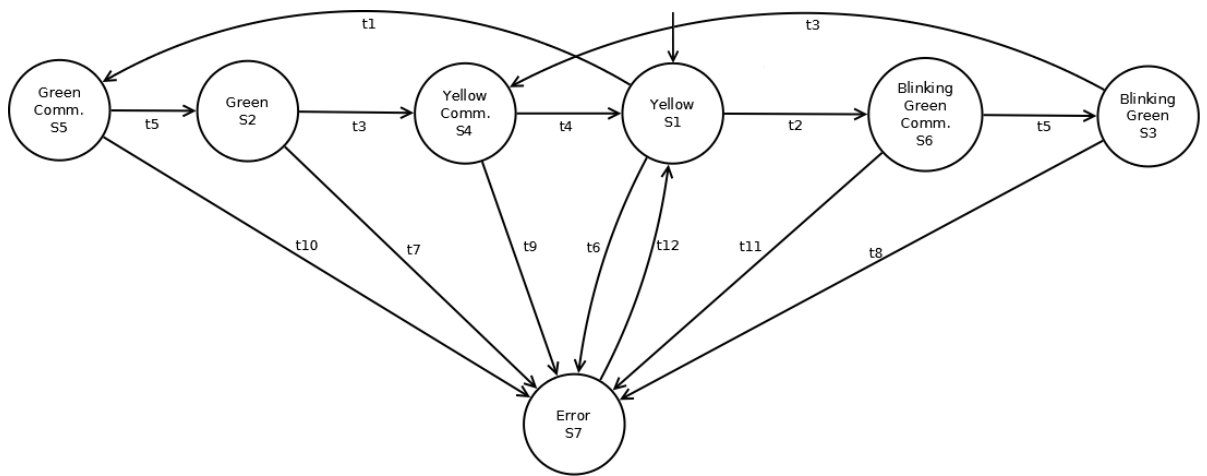 t1
t3
Green
Comm.
S5
t5
Green
S2
t3
Yellow
Comm.
S4
t4
Yellow
S1
t2
Blinking
Green
Comm.
S6
t5
Blinking
Green
S3
t10
t7
t9
t6
t12
t11
t8
Error
S7